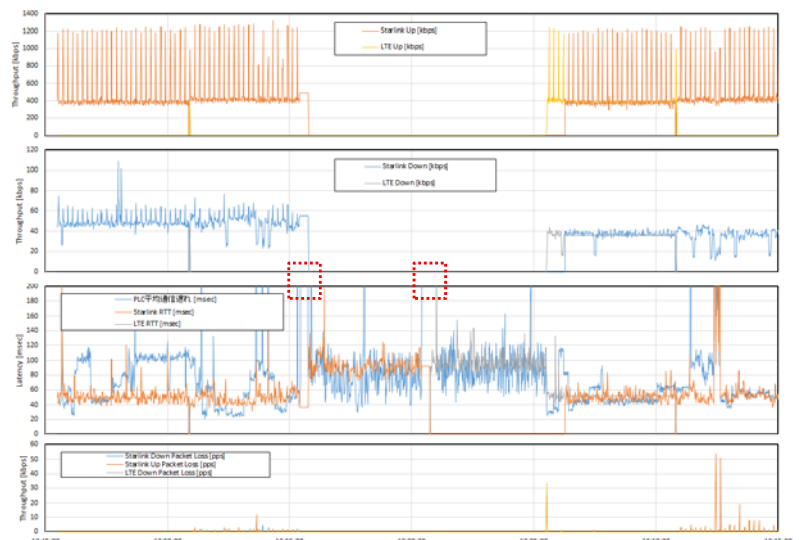 1400
1200
1000
800
600
400
200
0
Throughput [kbps]
Starlink Up [kbps]
LTE Up [kbps]
120
100
80
60
40
20
0
Throughput [kbps]
Starlink Down [kbps]
LTE Down [kbps]
200
180
160
140
120
100
80
60
40
20
0
Latency [msec]
PLC平均通信遅れ [msec]
Starlink RTT [msec]
LTE RTT [msec]
60
50
40
30
20
10
0
Throughput [kbps]
Starlink Down Packet Loss [pps]
Starlink Up Packet Loss [pps]
LTE Down Packet Loss [pps]